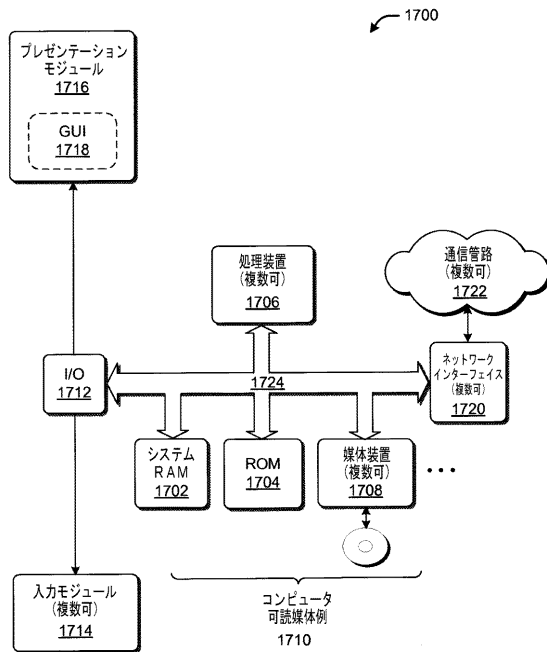 1700
プレゼンテーション
モジュール
1716
GUI
1718
処理装置
(複数可)
1706
通信管路
(複数可)
1722
I/O
1712
1724
ネットワーク
インターフェイス
(複数可)
1720
システム
RAM
1702
ROM
1704
媒体装置
(複数可)
1708
・・・
入力モジュール
(複数可)
1714
コンピュータ
可読媒体例
1710